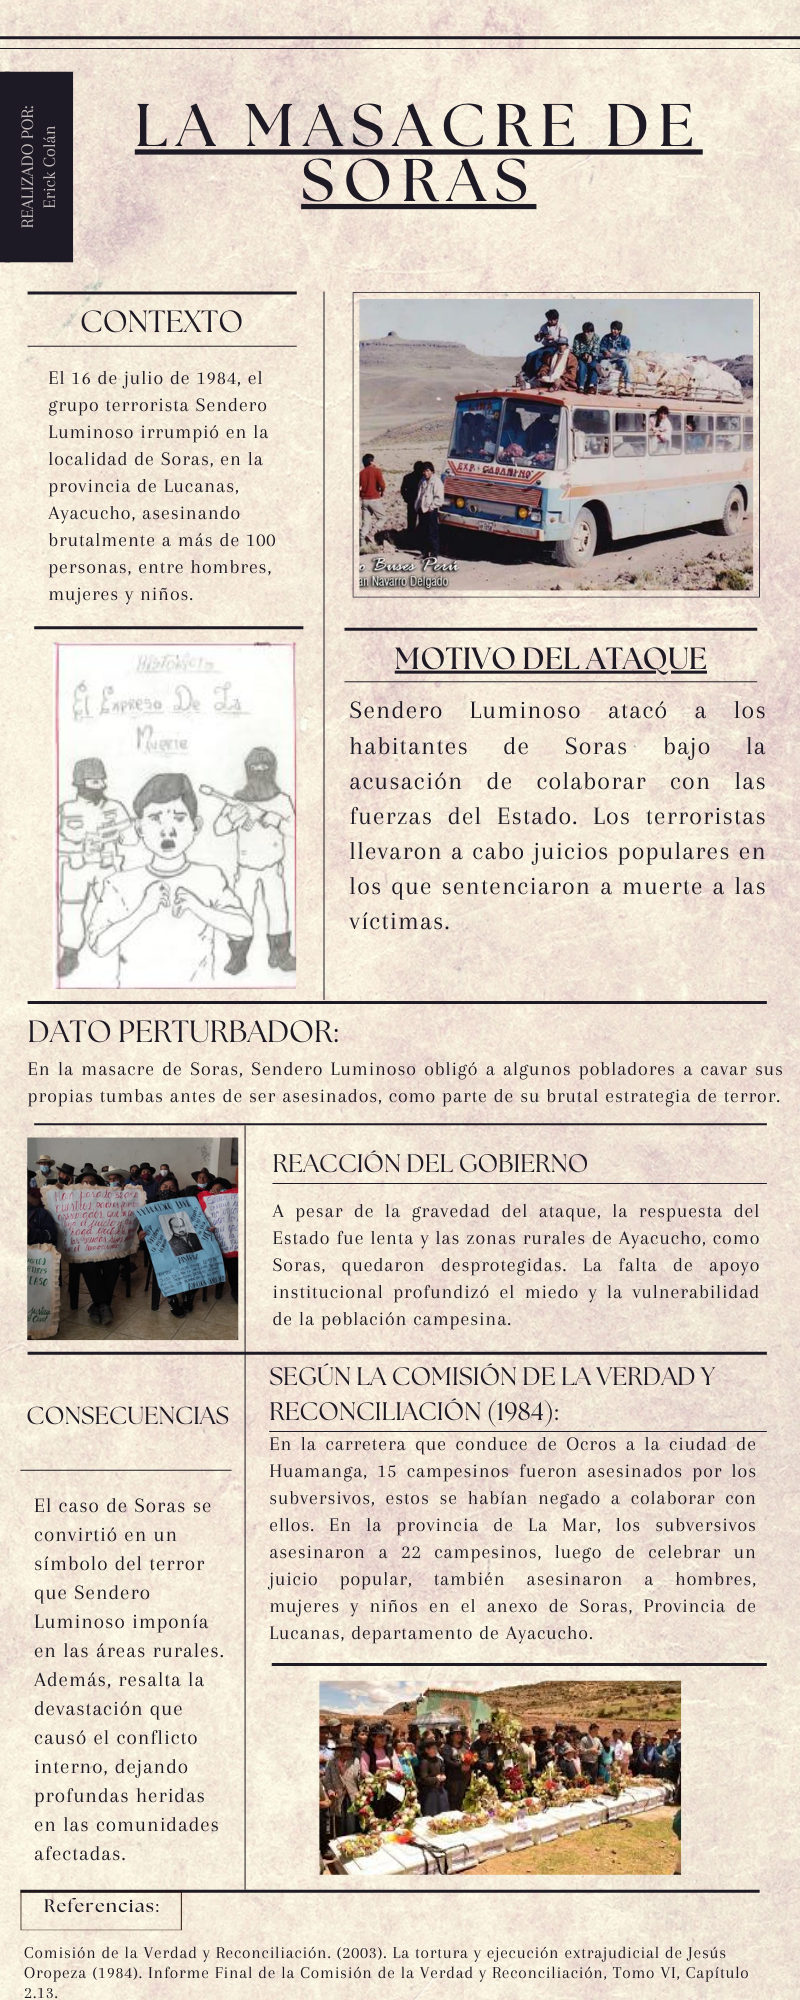 REALIZADO POR:
Erick Colán
LA MASACRE DE
SORAS
CONTEXTO
El 16 de julio de 1984, el
grupo terrorista Sendero
Luminoso irrumpió en la
localidad de Soras, en la
provincia de Lucanas,
Ayacucho, asesinando
brutalmente a más de 100
personas, entre hombres,
mujeres y niños.
Historieta
El Expreso De La
Muerte
Buses Perú
an Navarro Delgado
MOTIVO DEL ATAQUE
Sendero Luminoso atacó a los
habitantes de Soras bajo la
acusación de colaborar con las
fuerzas del Estado. Los terroristas
llevaron a cabo juicios populares en
los que sentenciaron a muerte a las
víctimas.
DATO PERTURBADOR:
En la masacre de Soras, Sendero Luminoso obligó a algunos pobladores a cavar sus
propias tumbas antes de ser asesinados, como parte de su brutal estrategia de terror.
REACCIÓN DEL GOBIERNO
A pesar de la gravedad del ataque, la respuesta del
Estado fue lenta y las zonas rurales de Ayacucho, como
Soras, quedaron desprotegidas. La falta de apoyo
institucional profundizó el miedo y la vulnerabilidad
de la población campesina.
CONSECUENCIAS
El caso de Soras se
convirtió en un
símbolo del terror
que Sendero
Luminoso imponía
en las áreas rurales.
Además, resalta la
devastación que
causó el conflicto
interno, dejando
profundas heridas
en las comunidades
afectadas.
SEGÚN LA COMISIÓN DE LA VERDAD Y
RECONCILIACIÓN (1984):
En la carretera que conduce de Ocros a la ciudad de
Huamanga, 15 campesinos fueron asesinados por los
subversivos, estos se habían negado a colaborar con
ellos. En la provincia de La Mar, los subversivos
asesinaron a 22 campesinos, luego de celebrar un
juicio popular, también asesinaron a hombres,
mujeres y niños en el anexo de Soras, Provincia de
Lucanas, departamento de Ayacucho.
Referencias:
Comisión de la Verdad y Reconciliación. (2003). La tortura y ejecución extrajudicial de Jesús
Oropeza (1984). Informe Final de la Comisión de la Verdad y Reconciliación, Tomo VI, Capítulo
2.13.